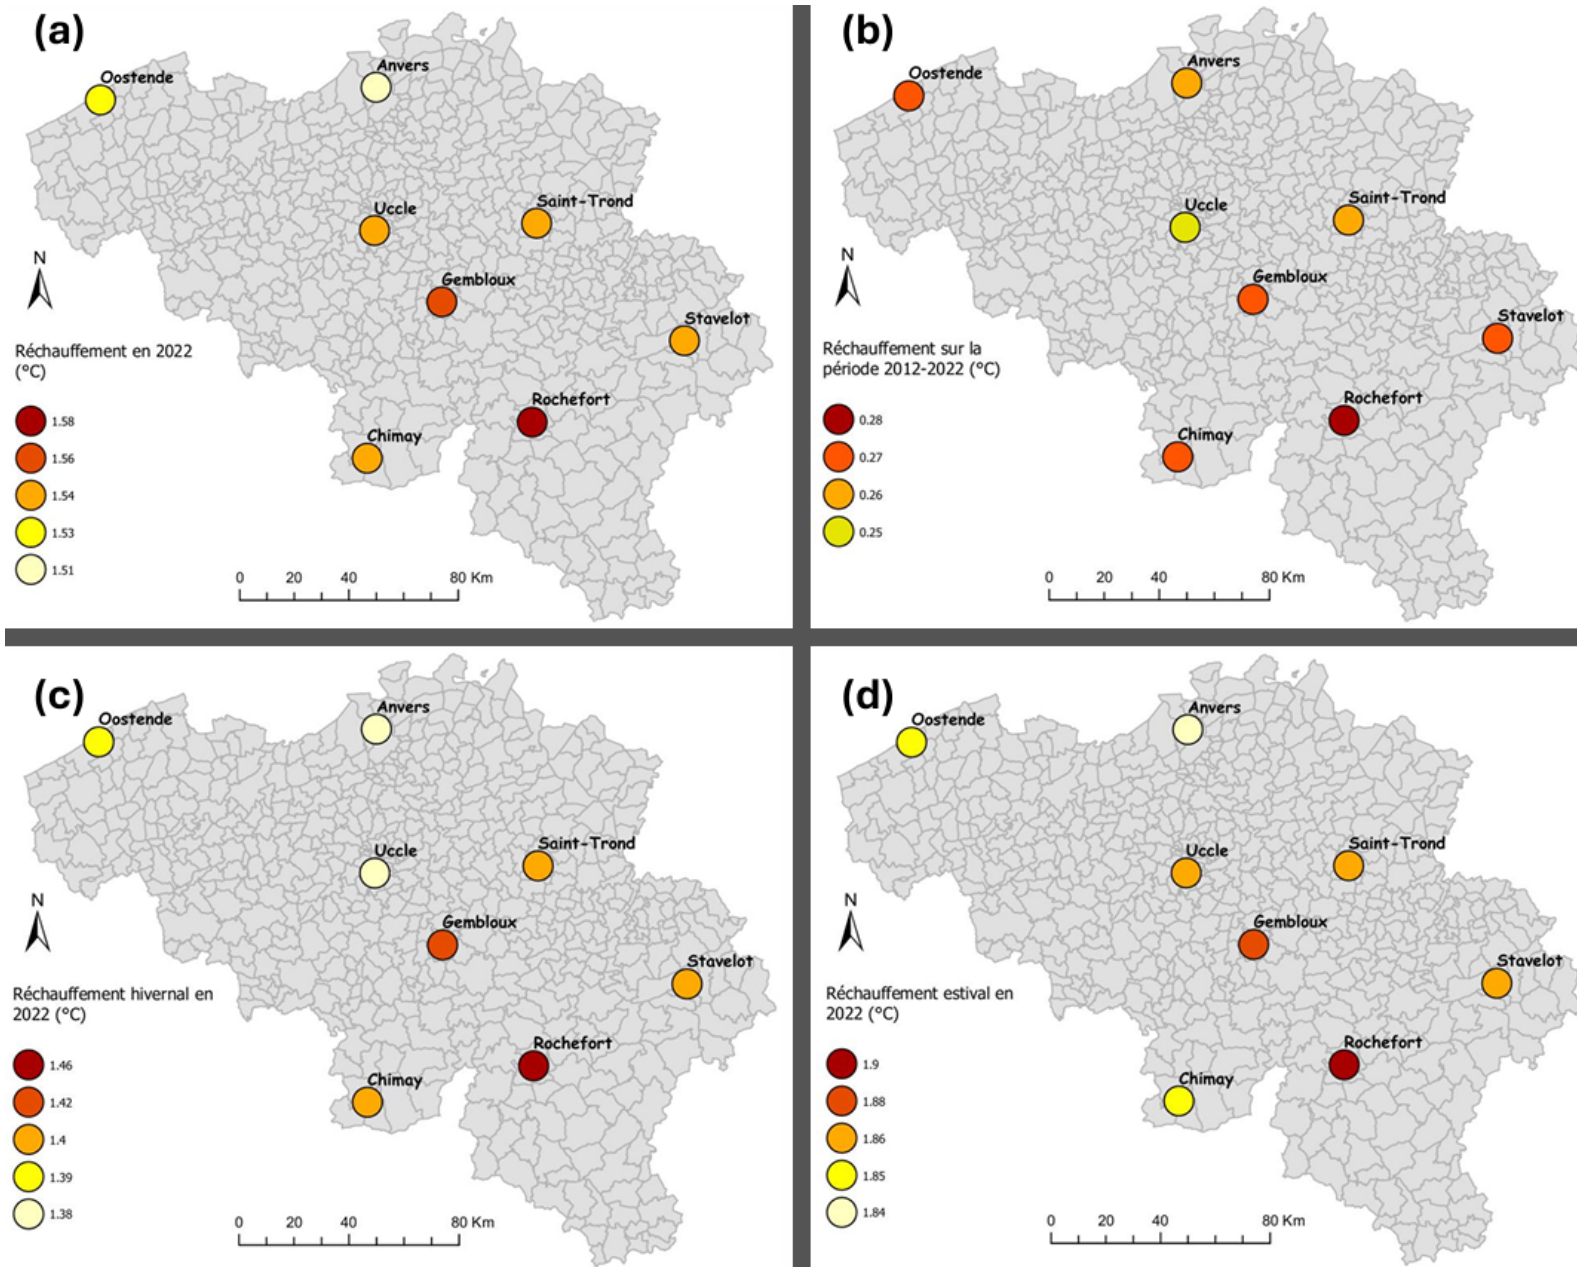 (a)
Oostende
Anvers
Uccle
Saint-Trond
Gembloux
Stavelot
Rochefort
Chimay
N
Réchauffement en 2022
(°C)
1.58
1.56
1.54
1.53
1.51
0 20 40 80 Km
(b)
Oostende
Anvers
Uccle
Saint-Trond
Gembloux
Stavelot
Rochefort
Chimay
N
Réchauffement sur la
période 2012-2022 (°C)
0.28
0.27
0.26
0.25
0 20 40 80 Km
(c)
Oostende
Anvers
Uccle
Saint-Trond
Gembloux
Stavelot
Rochefort
Chimay
N
Réchauffement hivernal en
2022 (°C)
1.46
1.42
1.4
1.39
1.38
0 20 40 80 Km
(d)
Oostende
Anvers
Uccle
Saint-Trond
Gembloux
Stavelot
Rochefort
Chimay
N
Réchauffement estival en
2022 (°C)
1.9
1.88
1.86
1.85
1.84
0 20 40 80 Km